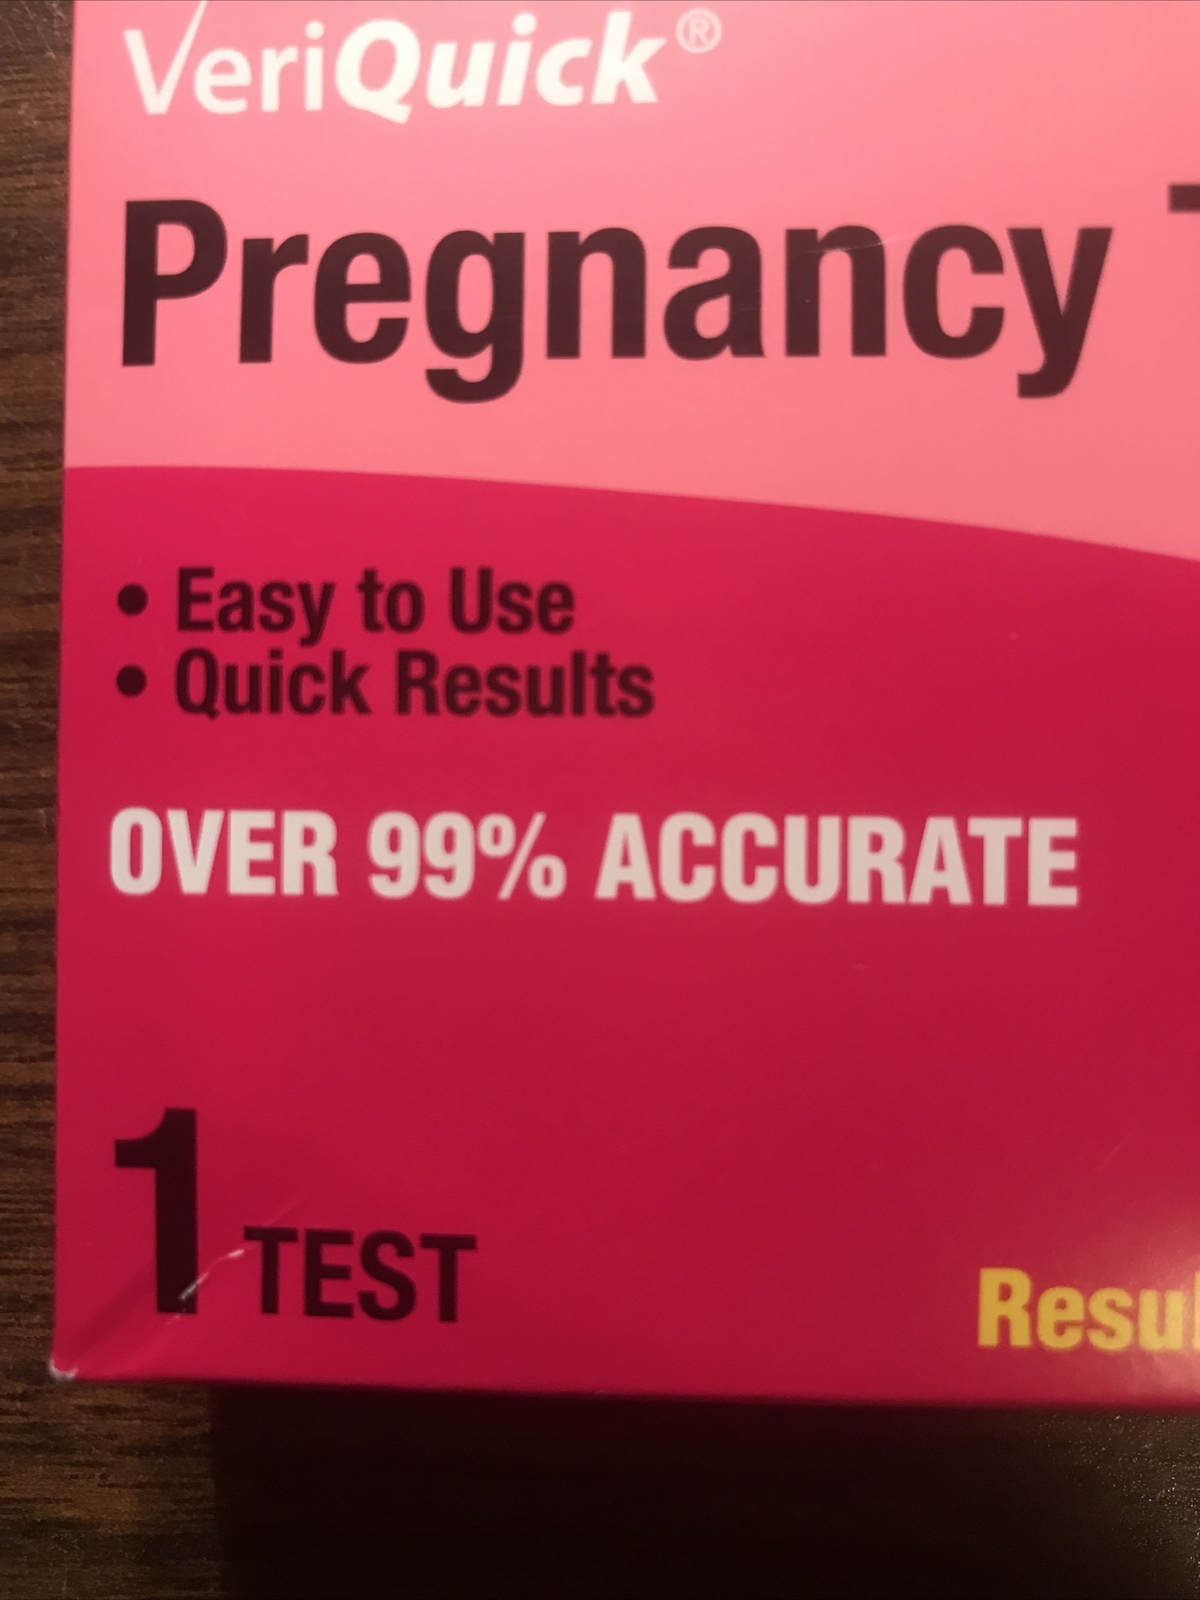 VeriQuick®
Pregnancy
• Easy to Use
• Quick Results
OVER 99% ACCURATE
1 TEST